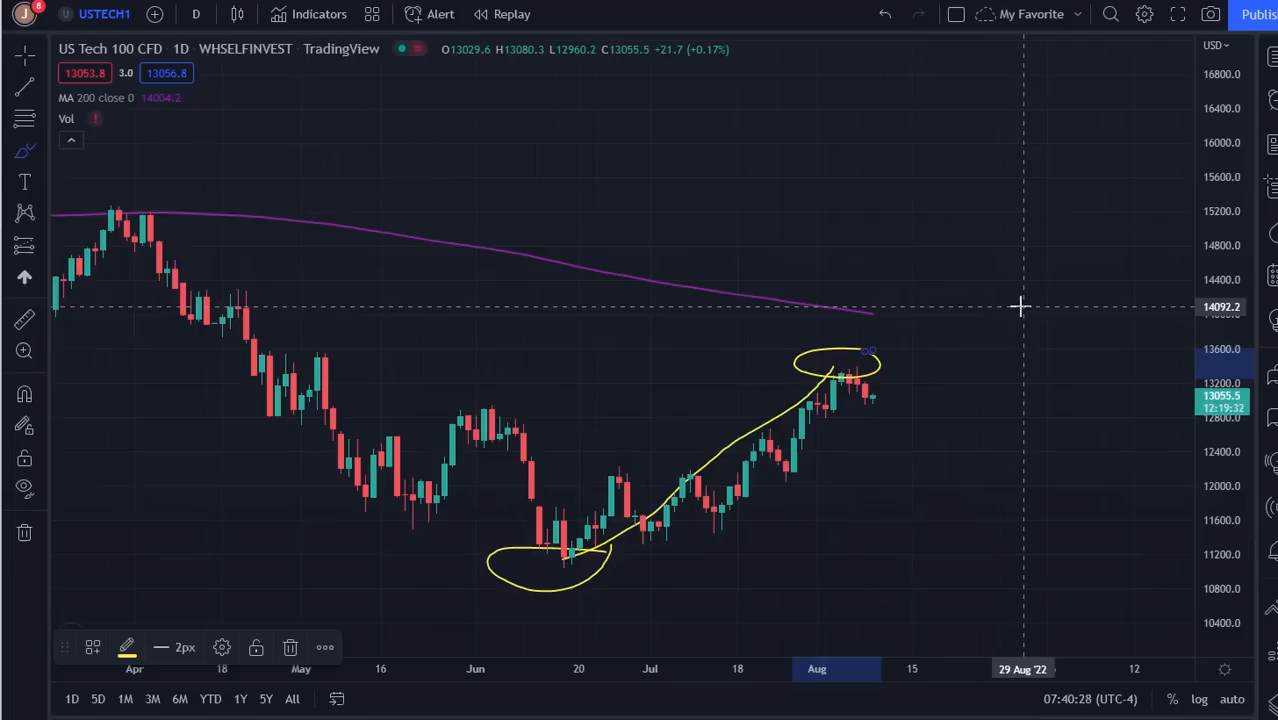 J 8 U USTECH1 D Indicators Alert Replay My Favorite Publis
US Tech 100 CFD · 1D · WHSELFINVEST · TradingView O13029.6 H13080.3 L12960.2 C13055.5 +21.7 (+0.17%) USD
13053.8 3.0 13056.8
MA 200 close 0 14004.2
Vol !
16800.0
16400.0
16000.0
15600.0
15200.0
14800.0
14400.0
14092.2
13600.0
13200.0
13055.5
12:19:32
12800.0
12400.0
12000.0
11600.0
11200.0
10800.0
10400.0
2px
Apr 18 May 16 Jun 20 Jul 18 Aug 15 29 Aug '22 12
1D 5D 1M 3M 6M YTD 1Y 5Y All 07:40:28 (UTC-4) % log auto